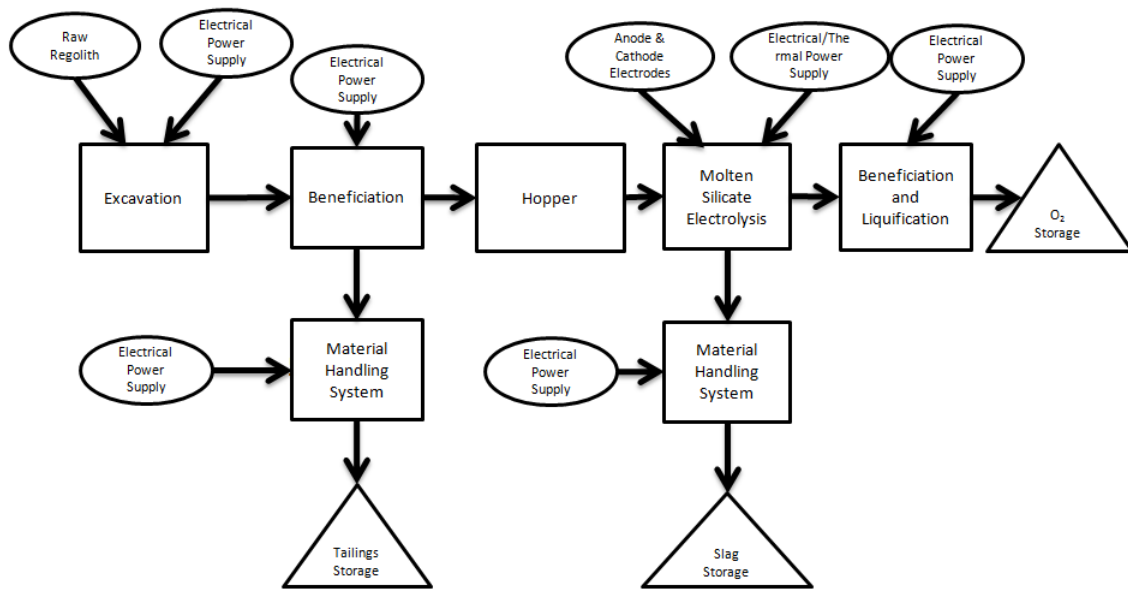 Raw
Regolith
Electrical
Power
Supply
Electrical
Power
Supply
Anode &
Cathode
Electrodes
Electrical/The
rmal Power
Supply
Electrical
Power
Supply
Excavation
Beneficiation
Hopper
Molten
Silicate
Electrolysis
Beneficiation
and
Liquification
O₂
Storage
Electrical
Power
Supply
Material
Handling
System
Electrical
Power
Supply
Material
Handling
System
Tailings
Storage
Slag
Storage